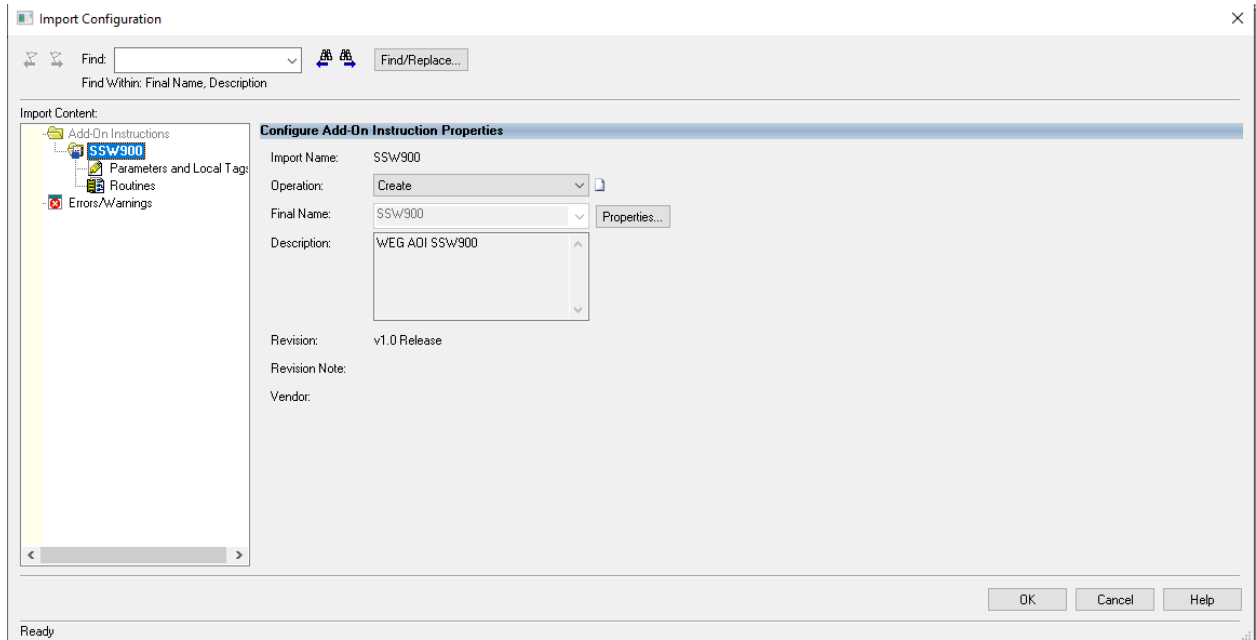 Import Configuration
Find:
Find/Replace...
Find Within: Final Name, Description
Import Content:
Add-On Instructions
SSW900
Parameters and Local Tags
Routines
Errors/Warnings
Configure Add-On Instruction Properties
Import Name: SSW900
Operation: Create
Final Name: SSW900 Properties...
Description: WEG AOI SSW900
Revision: v1.0 Release
Revision Note:
Vendor:
OK Cancel Help
Ready